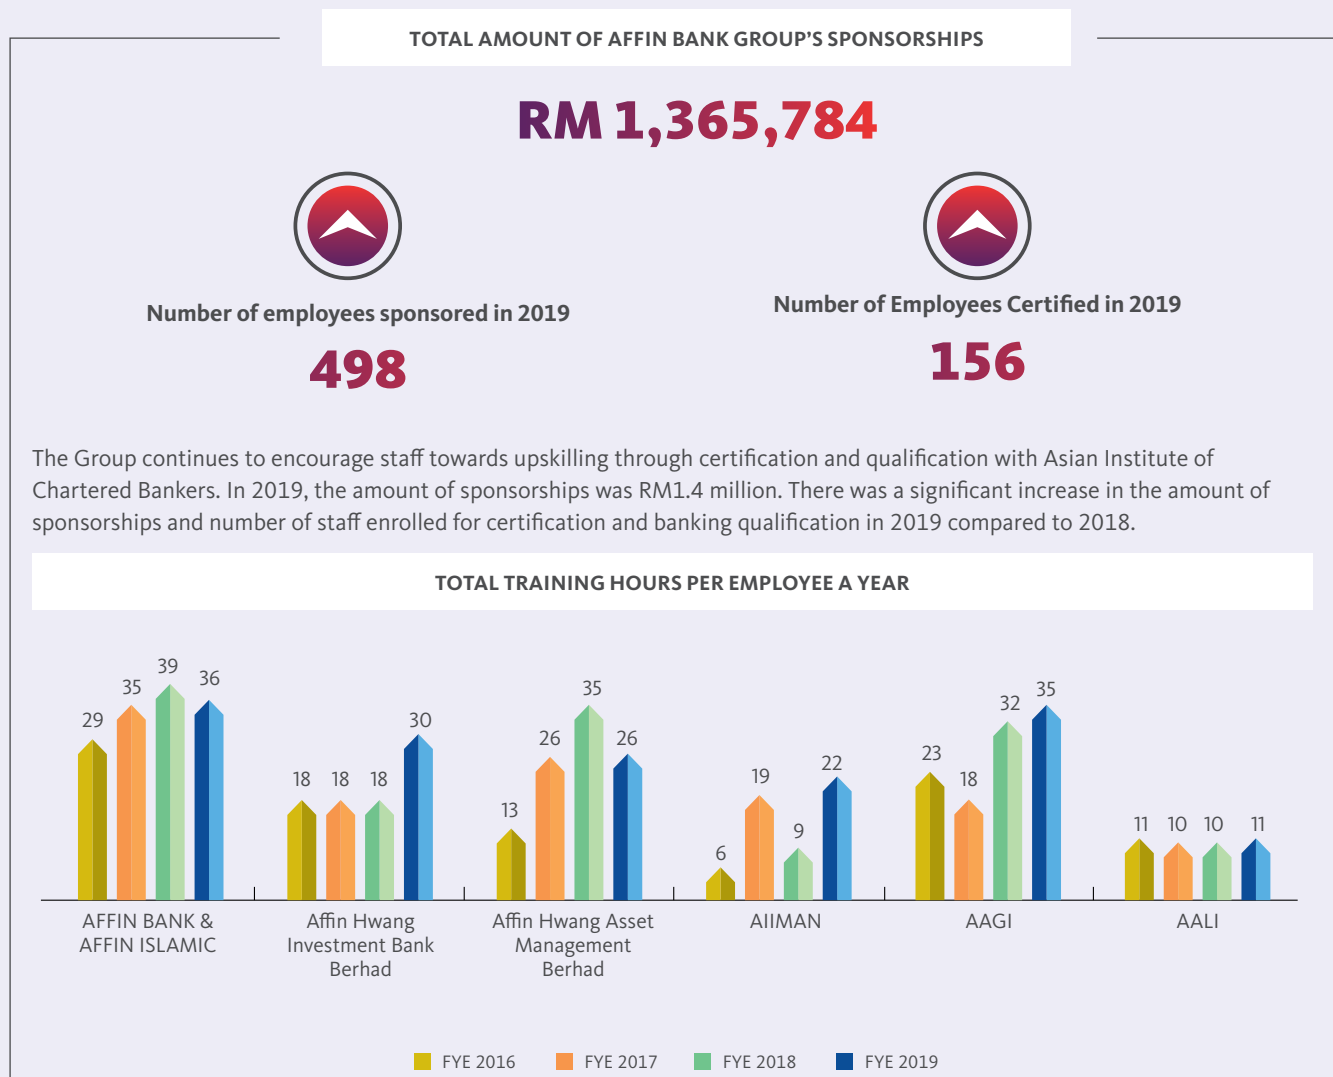 TOTAL AMOUNT OF AFFIN BANK GROUP’S SPONSORSHIPS
RM 1,365,784
Number of employees sponsored in 2019
498
Number of Employees Certified in 2019
156
The Group continues to encourage staff towards upskilling through certification and qualification with Asian Institute of
Chartered Bankers. In 2019, the amount of sponsorships was RM1.4 million. There was a significant increase in the amount of
sponsorships and number of staff enrolled for certification and banking qualification in 2019 compared to 2018.
TOTAL TRAINING HOURS PER EMPLOYEE A YEAR
29 35 39 36
18 18 18 30
13 26 35 26
6 19 9 22
23 18 32 35
11 10 10 11
AFFIN BANK &
AFFIN ISLAMIC
Affin Hwang
Investment Bank
Berhad
Affin Hwang Asset
Management
Berhad
AIIMAN
AAGI
AALI
FYE 2016 FYE 2017 FYE 2018 FYE 2019